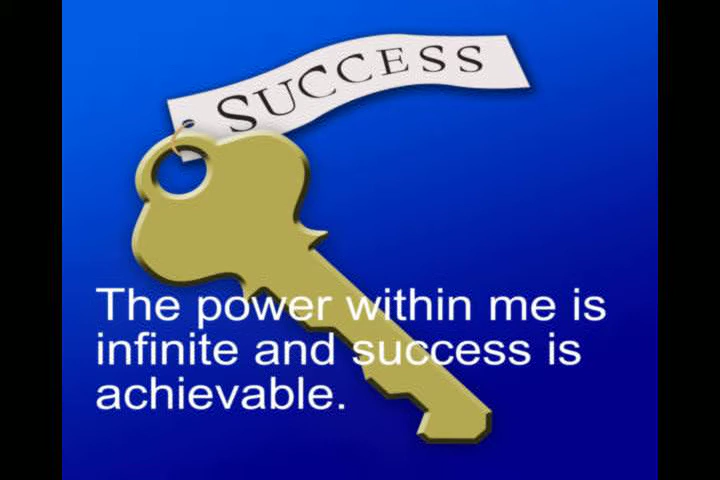 SUCCESS
The power within me is
infinite and success is
achievable.